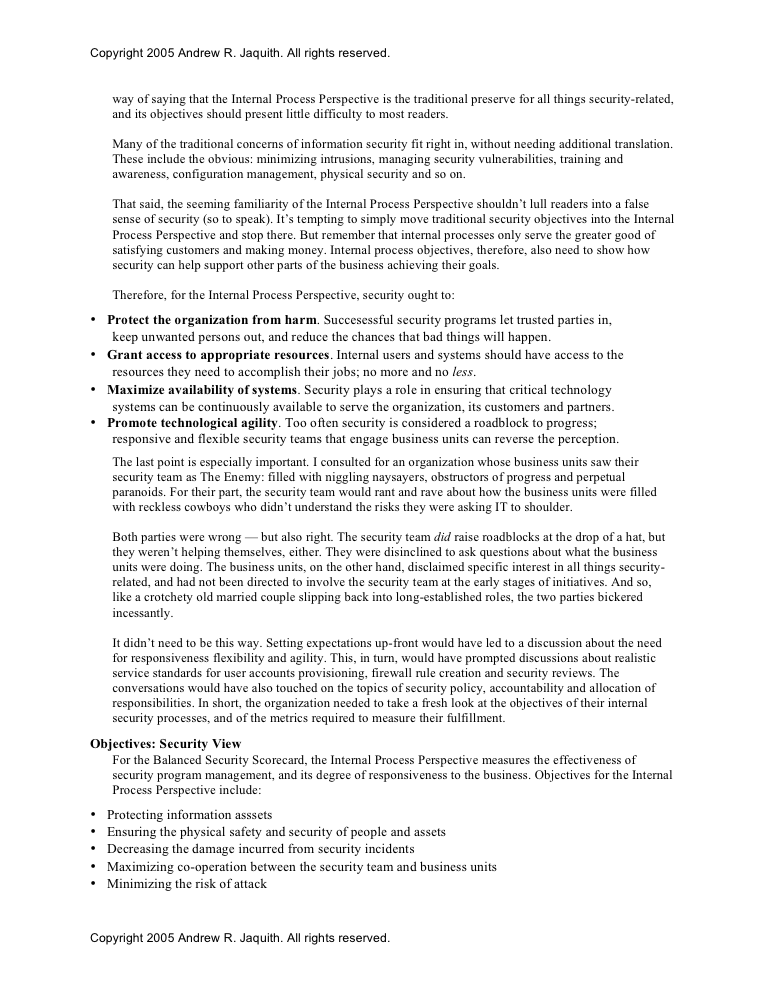 Copyright 2005 Andrew R. Jaquith. All rights reserved.
way of saying that the Internal Process Perspective is the traditional preserve for all things security-related,
and its objectives should present little difficulty to most readers.
Many of the traditional concerns of information security fit right in, without needing additional translation.
These include the obvious: minimizing intrusions, managing security vulnerabilities, training and
awareness, configuration management, physical security and so on.
That said, the seeming familiarity of the Internal Process Perspective shouldn’t lull readers into a false
sense of security (so to speak). It’s tempting to simply move traditional security objectives into the Internal
Process Perspective and stop there. But remember that internal processes only serve the greater good of
satisfying customers and making money. Internal process objectives, therefore, also need to show how
security can help support other parts of the business achieving their goals.
Therefore, for the Internal Process Perspective, security ought to:
• Protect the organization from harm. Succesessful security programs let trusted parties in,
keep unwanted persons out, and reduce the chances that bad things will happen.
• Grant access to appropriate resources. Internal users and systems should have access to the
resources they need to accomplish their jobs; no more and no less.
• Maximize availability of systems. Security plays a role in ensuring that critical technology
systems can be continuously available to serve the organization, its customers and partners.
• Promote technological agility. Too often security is considered a roadblock to progress;
responsive and flexible security teams that engage business units can reverse the perception.
The last point is especially important. I consulted for an organization whose business units saw their
security team as The Enemy: filled with niggling naysayers, obstructors of progress and perpetual
paranoids. For their part, the security team would rant and rave about how the business units were filled
with reckless cowboys who didn’t understand the risks they were asking IT to shoulder.
Both parties were wrong — but also right. The security team did raise roadblocks at the drop of a hat, but
they weren’t helping themselves, either. They were disinclined to ask questions about what the business
units were doing. The business units, on the other hand, disclaimed specific interest in all things security-
related, and had not been directed to involve the security team at the early stages of initiatives. And so,
like a crotchety old married couple slipping back into long-established roles, the two parties bickered
incessantly.
It didn’t need to be this way. Setting expectations up-front would have led to a discussion about the need
for responsiveness flexibility and agility. This, in turn, would have prompted discussions about realistic
service standards for user accounts provisioning, firewall rule creation and security reviews. The
conversations would have also touched on the topics of security policy, accountability and allocation of
responsibilities. In short, the organization needed to take a fresh look at the objectives of their internal
security processes, and of the metrics required to measure their fulfillment.
Objectives: Security View
For the Balanced Security Scorecard, the Internal Process Perspective measures the effectiveness of
security program management, and its degree of responsiveness to the business. Objectives for the Internal
Process Perspective include:
• Protecting information asssets
• Ensuring the physical safety and security of people and assets
• Decreasing the damage incurred from security incidents
• Maximizing co-operation between the security team and business units
• Minimizing the risk of attack
Copyright 2005 Andrew R. Jaquith. All rights reserved.